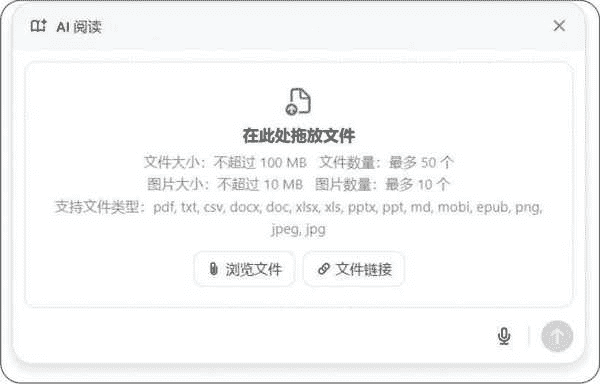 AI 阅读
在此处拖放文件
文件大小：不超过 100 MB 文件数量：最多 50 个
图片大小：不超过 10 MB 图片数量：最多 10 个
支持文件类型：pdf, txt, csv, docx, doc, xlsx, xls, pptx, ppt, md, mobi, epub, png,
jpeg, jpg
浏览文件 文件链接